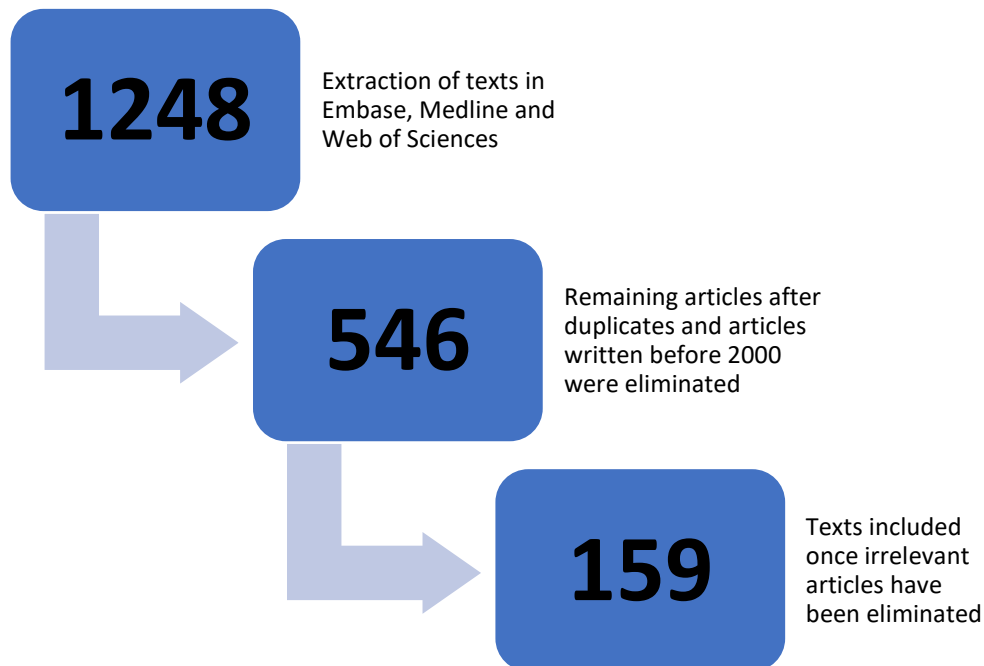 1248
Extraction of texts in
Embase, Medline and
Web of Sciences
546
Remaining articles after
duplicates and articles
written before 2000
were eliminated
159
Texts included
once irrelevant
articles have
been eliminated